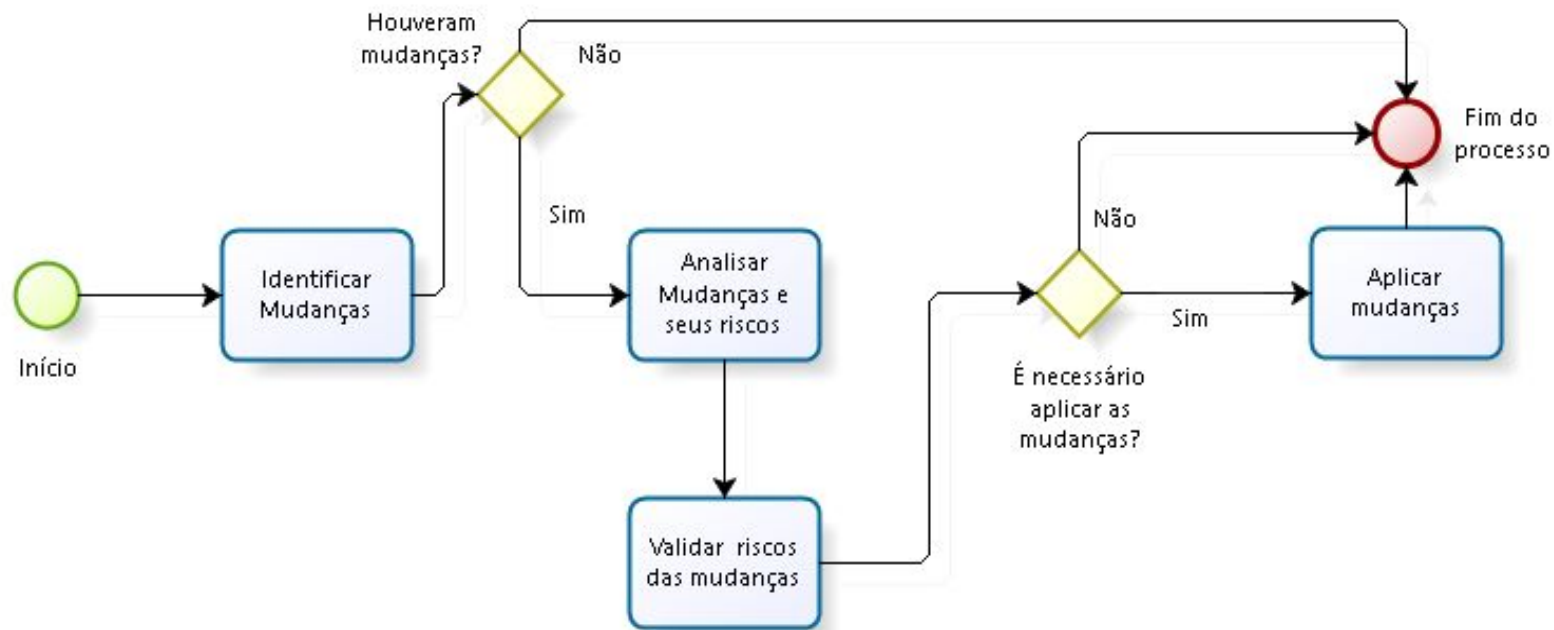 Houveram
mudanças?
Não
Fim do
processo
Sim
Não
Identificar
Mudanças
Analisar
Mudanças e
seus riscos
Aplicar
mudanças
Sim
Início
É necessário
aplicar as
mudanças?
Validar riscos
das mudanças